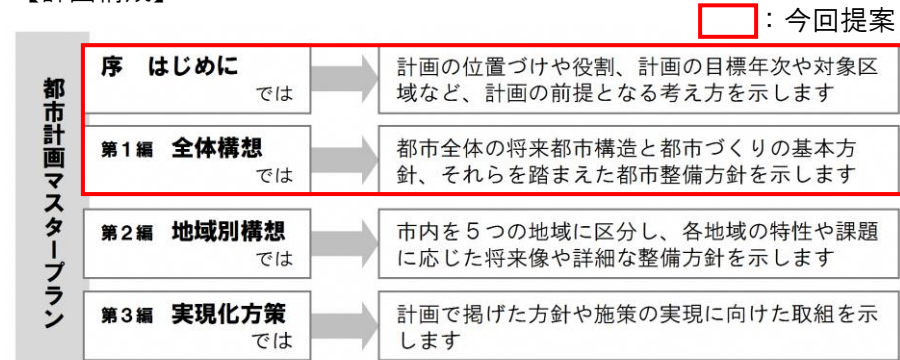 【計画構成】
：今回提案
都市計画マスタープラン
序　はじめに
では
計画の位置づけや役割、計画の目標年次や対象区
域など、計画の前提となる考え方を示します
第1編　全体構想
では
都市全体の将来都市構造と都市づくりの基本方
針、それらを踏まえた都市整備方針を示します
第2編　地域別構想
では
市内を５つの地域に区分し、各地域の特性や課題
に応じた将来像や詳細な整備方針を示します
第3編　実現化方策
では
計画で掲げた方針や施策の実現に向けた取組を示
します